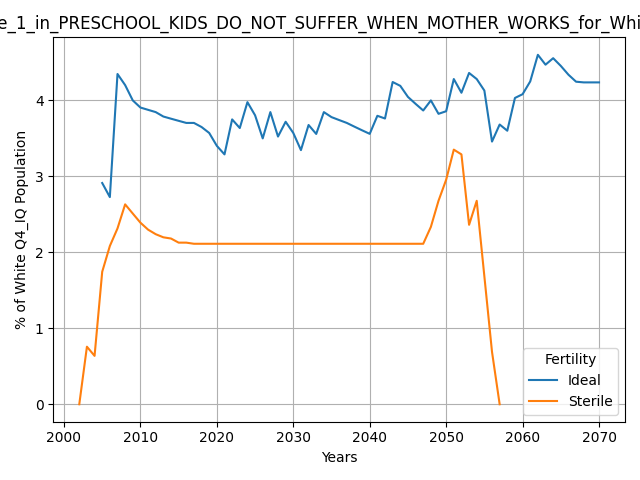 e_1_in_PRESCHOOL_KIDS_DO_NOT_SUFFER_WHEN_MOTHER_WORKS_for_Whi
% of White Q4_IQ Population
4
3
2
1
0
Fertility
Ideal
Sterile
2000 2010 2020 2030 2040 2050 2060 2070
Years